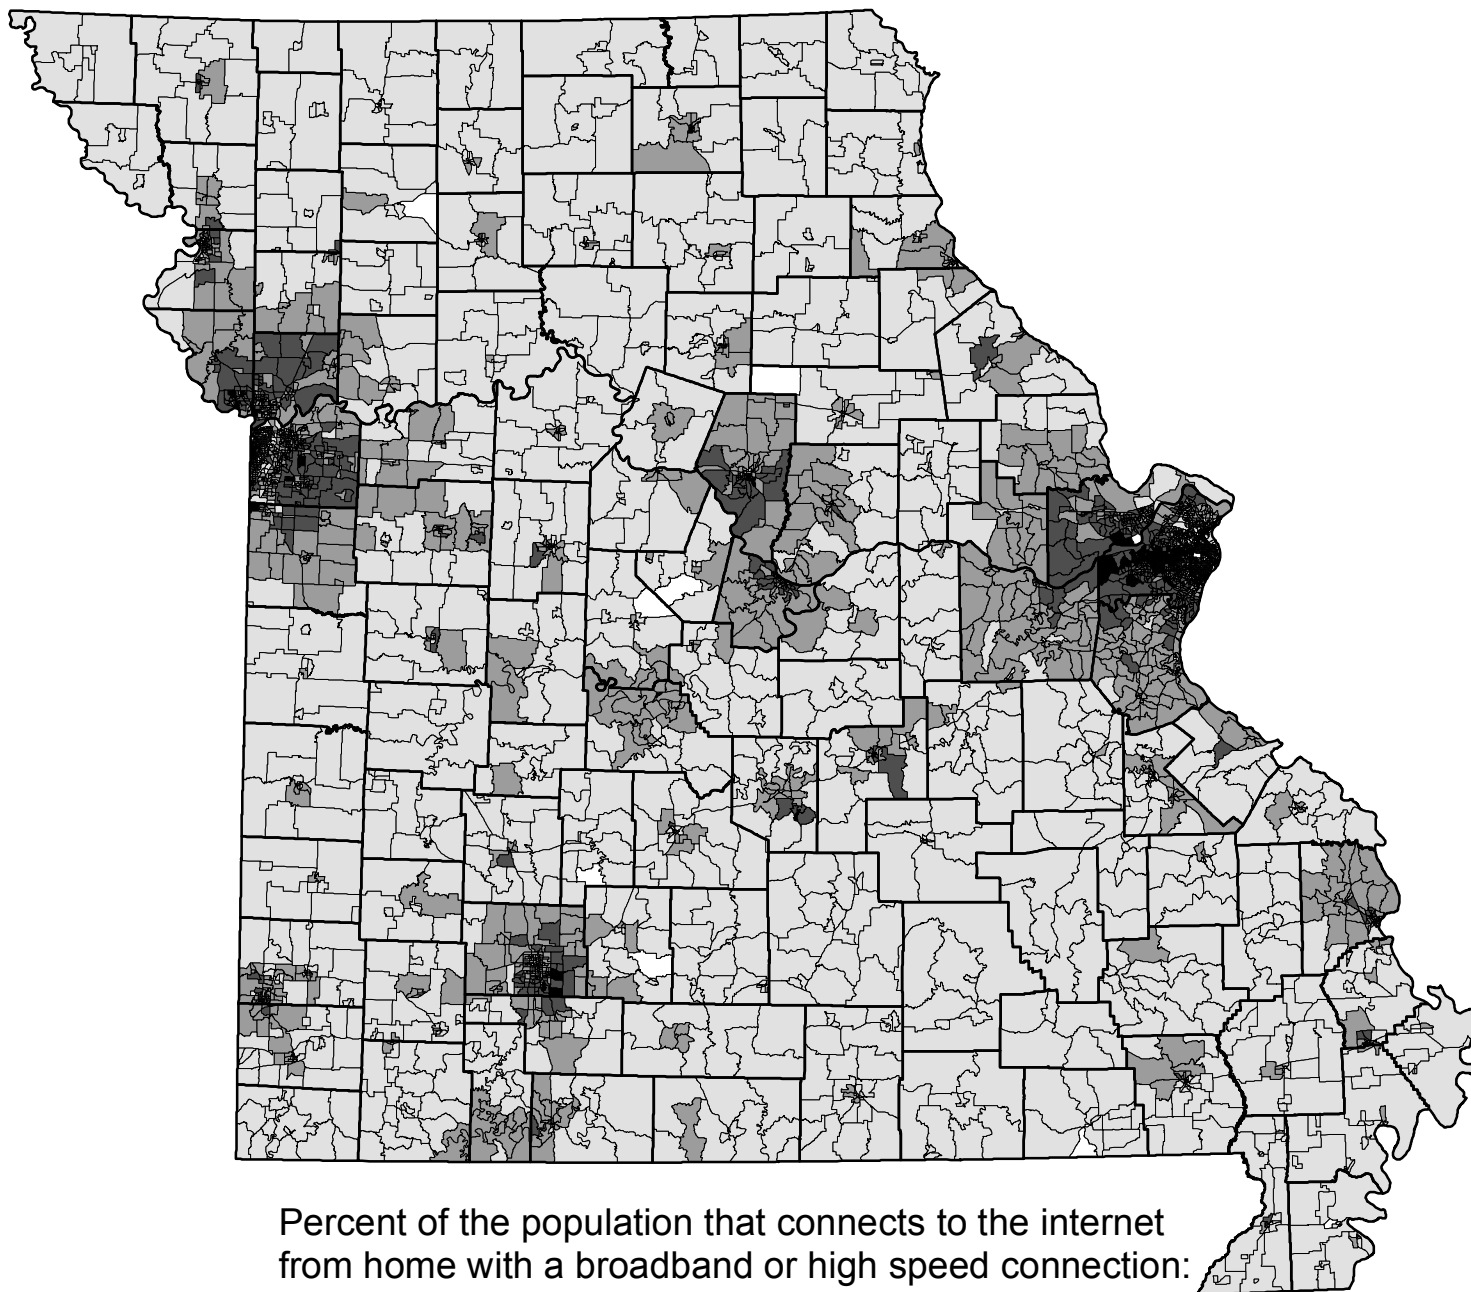 Percent of the population that connects to the internet
from home with a broadband or high speed connection: